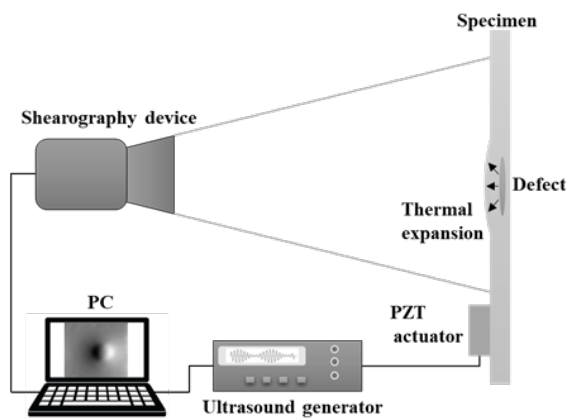 Specimen
Shearography device
Defect
Thermal
expansion
PC
PZT
actuator
Ultrasound generator